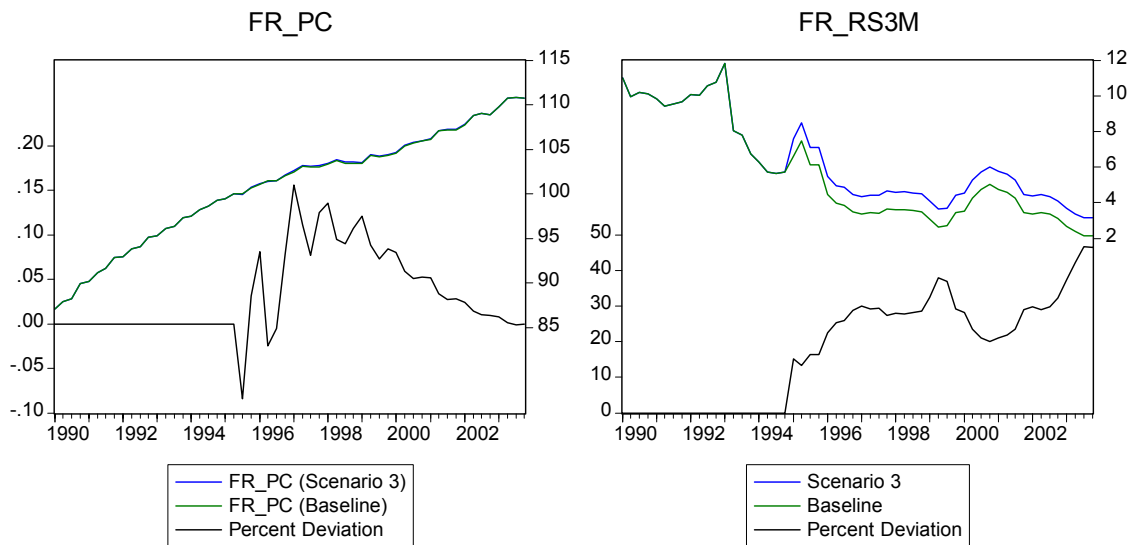 FR_PC
115
110
105
100
95
90
85
.20
.15
.10
.05
.00
-.05
-.10
1990 1992 1994 1996 1998 2000 2002
FR_PC (Scenario 3)
FR_PC (Baseline)
Percent Deviation
FR_RS3M
12
10
8
6
4
2
50
40
30
20
10
0
1990 1992 1994 1996 1998 2000 2002
Scenario 3
Baseline
Percent Deviation